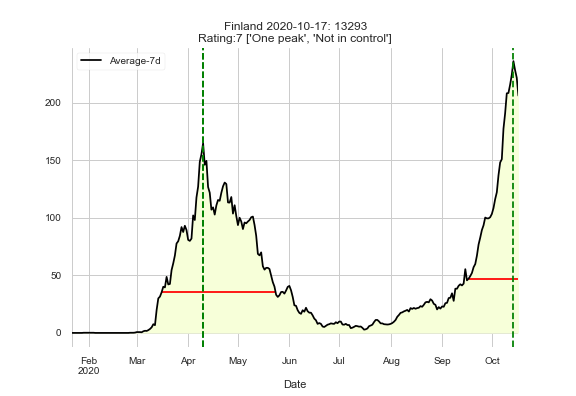 Finland 2020-10-17: 13293
Rating:7 ['One peak', 'Not in control']
Average-7d
200
150
100
50
0
Feb Mar Apr May Jun Jul Aug Sep Oct
2020
Date